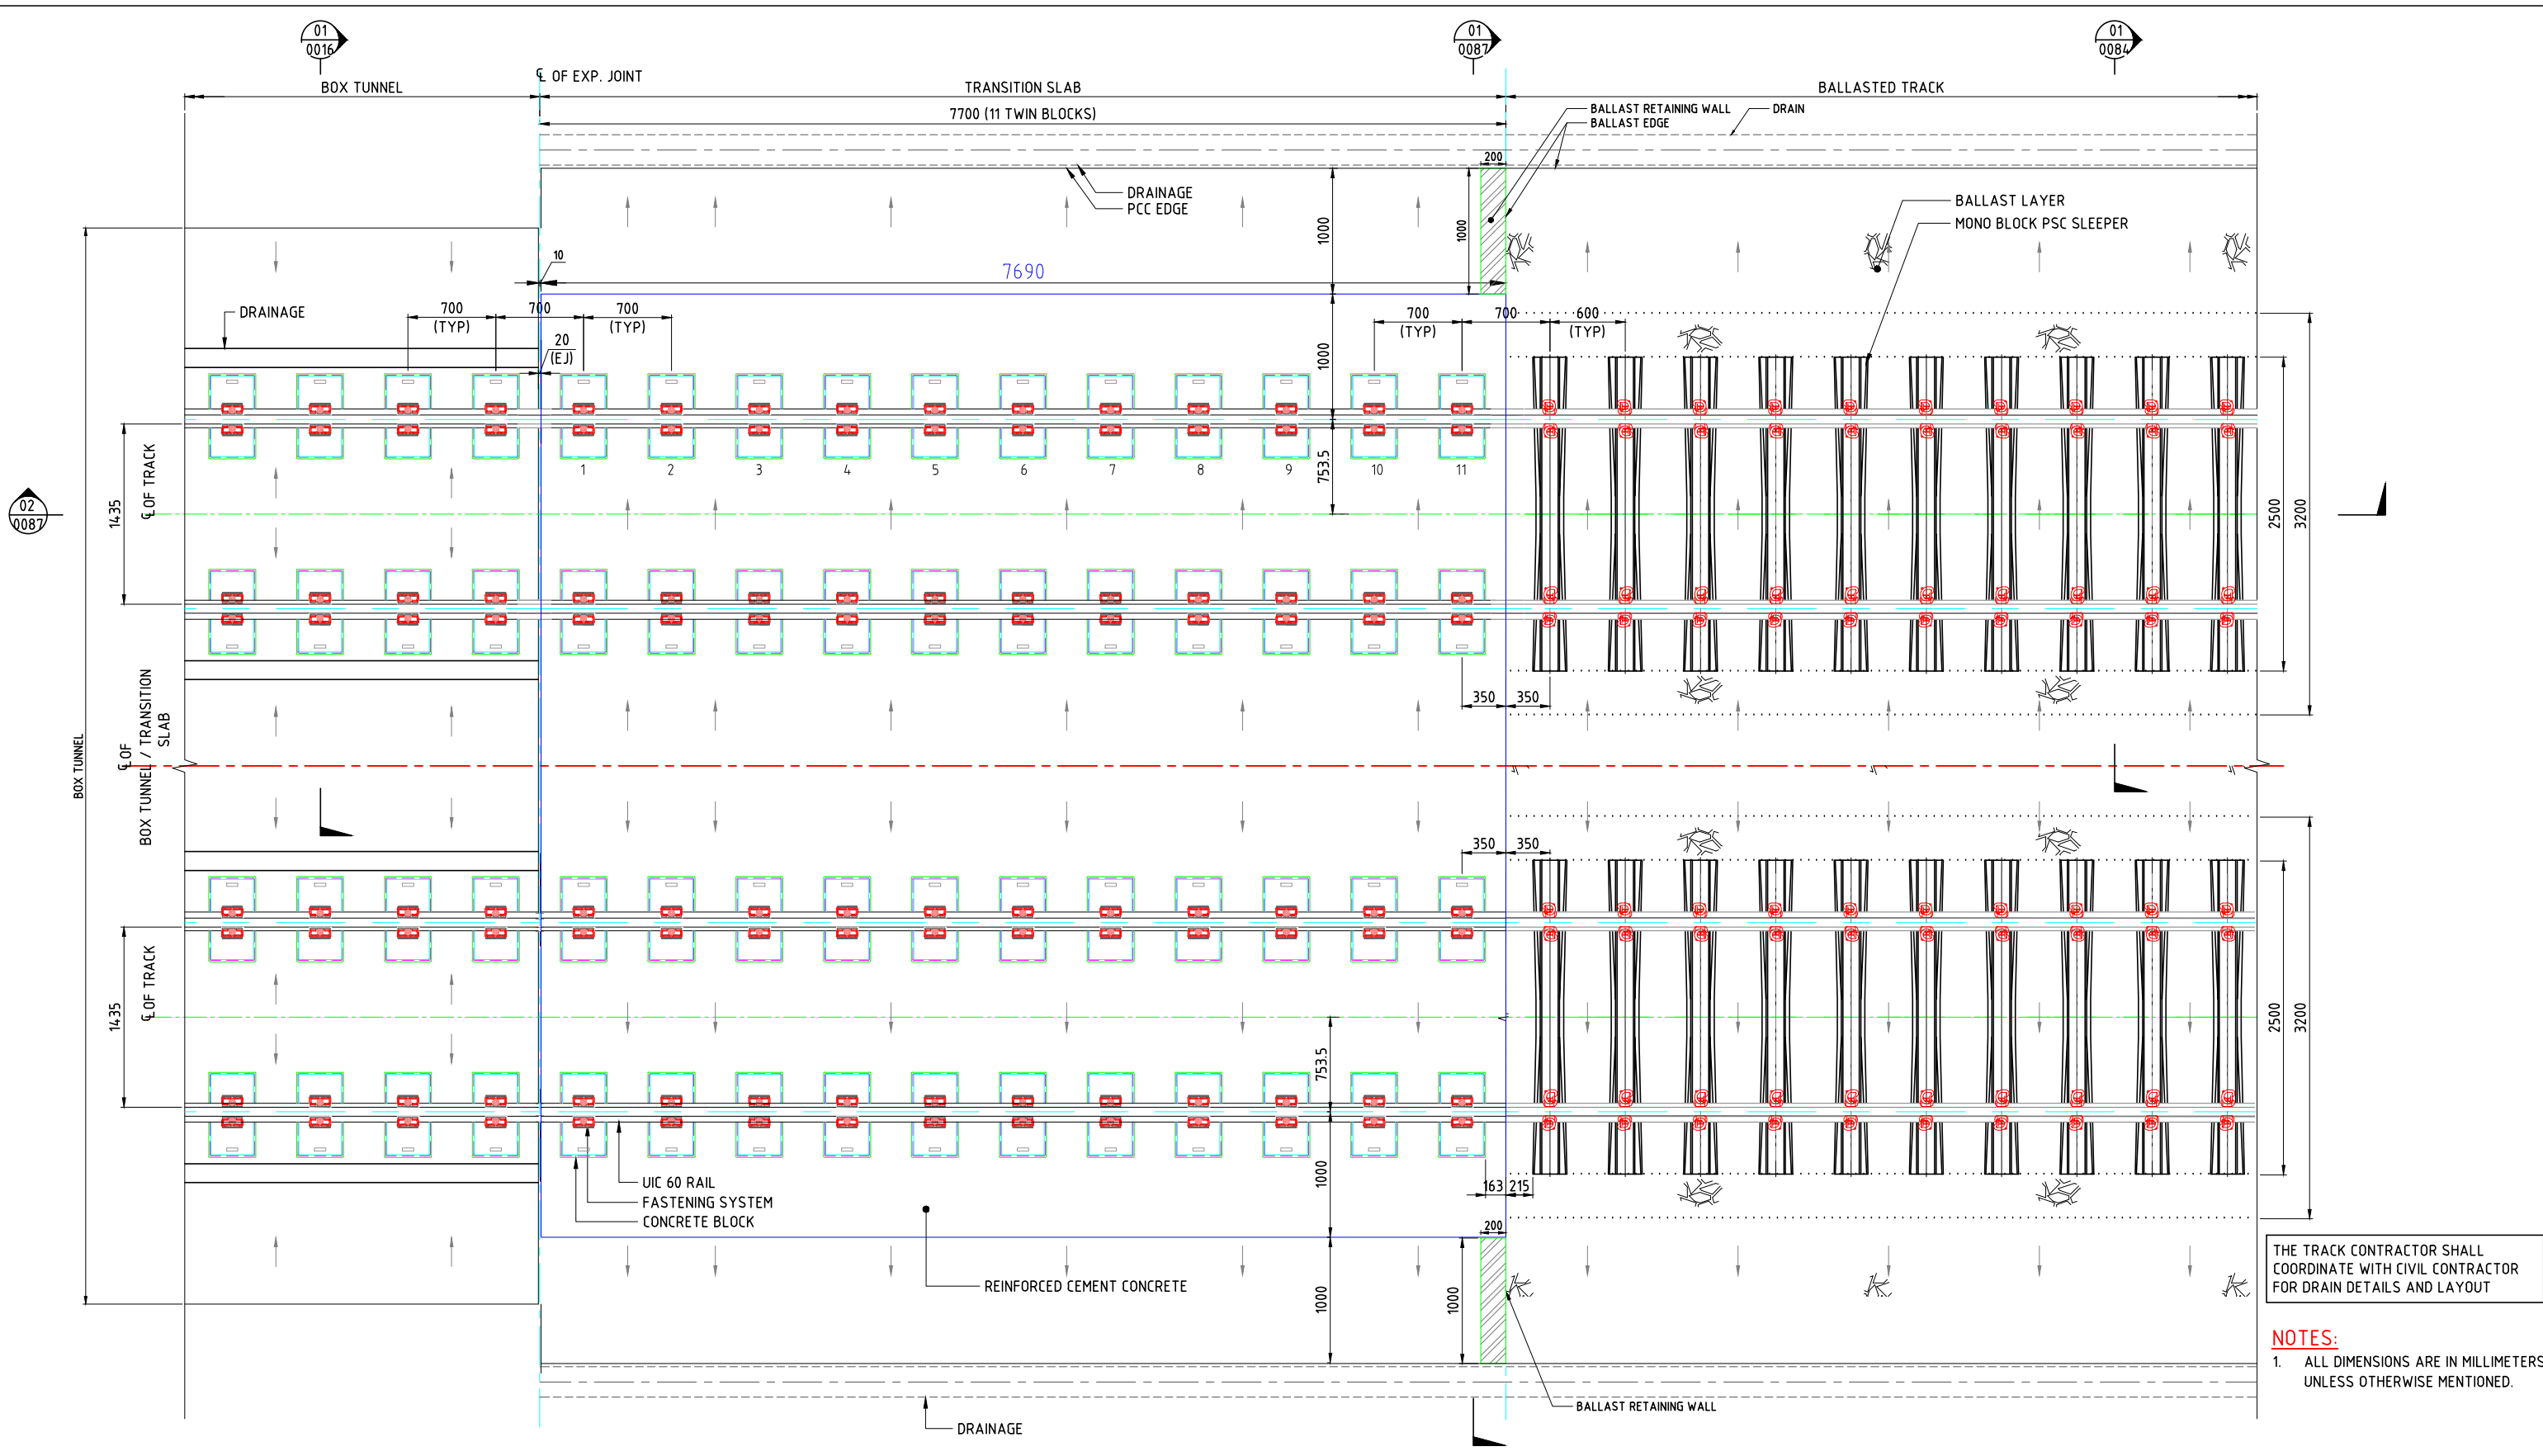 01
0016
01
0087
01
0084
℄ OF EXP. JOINT
BOX TUNNEL
TRANSITION SLAB
BALLASTED TRACK
7700 (11 TWIN BLOCKS)
BALLAST RETAINING WALL
DRAIN
BALLAST EDGE
200
DRAINAGE
PCC EDGE
1000
1000
BALLAST LAYER
MONO BLOCK PSC SLEEPER
10
7690
DRAINAGE
700
(TYP)
700
700
(TYP)
20
(EJ)
700
(TYP)
700
600
(TYP)
1000
1 2 3 4 5 6 7 8 9 10 11
753.5
1435
℄ OF TRACK
02
0087
2500
3200
350 350
BOX TUNNEL
℄ OF
BOX TUNNEL / TRANSITION
SLAB
350 350
1435
℄ OF TRACK
753.5
2500
3200
1000
163 215
UIC 60 RAIL
FASTENING SYSTEM
CONCRETE BLOCK
200
REINFORCED CEMENT CONCRETE
1000
1000
THE TRACK CONTRACTOR SHALL
COORDINATE WITH CIVIL CONTRACTOR
FOR DRAIN DETAILS AND LAYOUT
NOTES:
1. ALL DIMENSIONS ARE IN MILLIMETERS
UNLESS OTHERWISE MENTIONED.
BALLAST RETAINING WALL
DRAINAGE